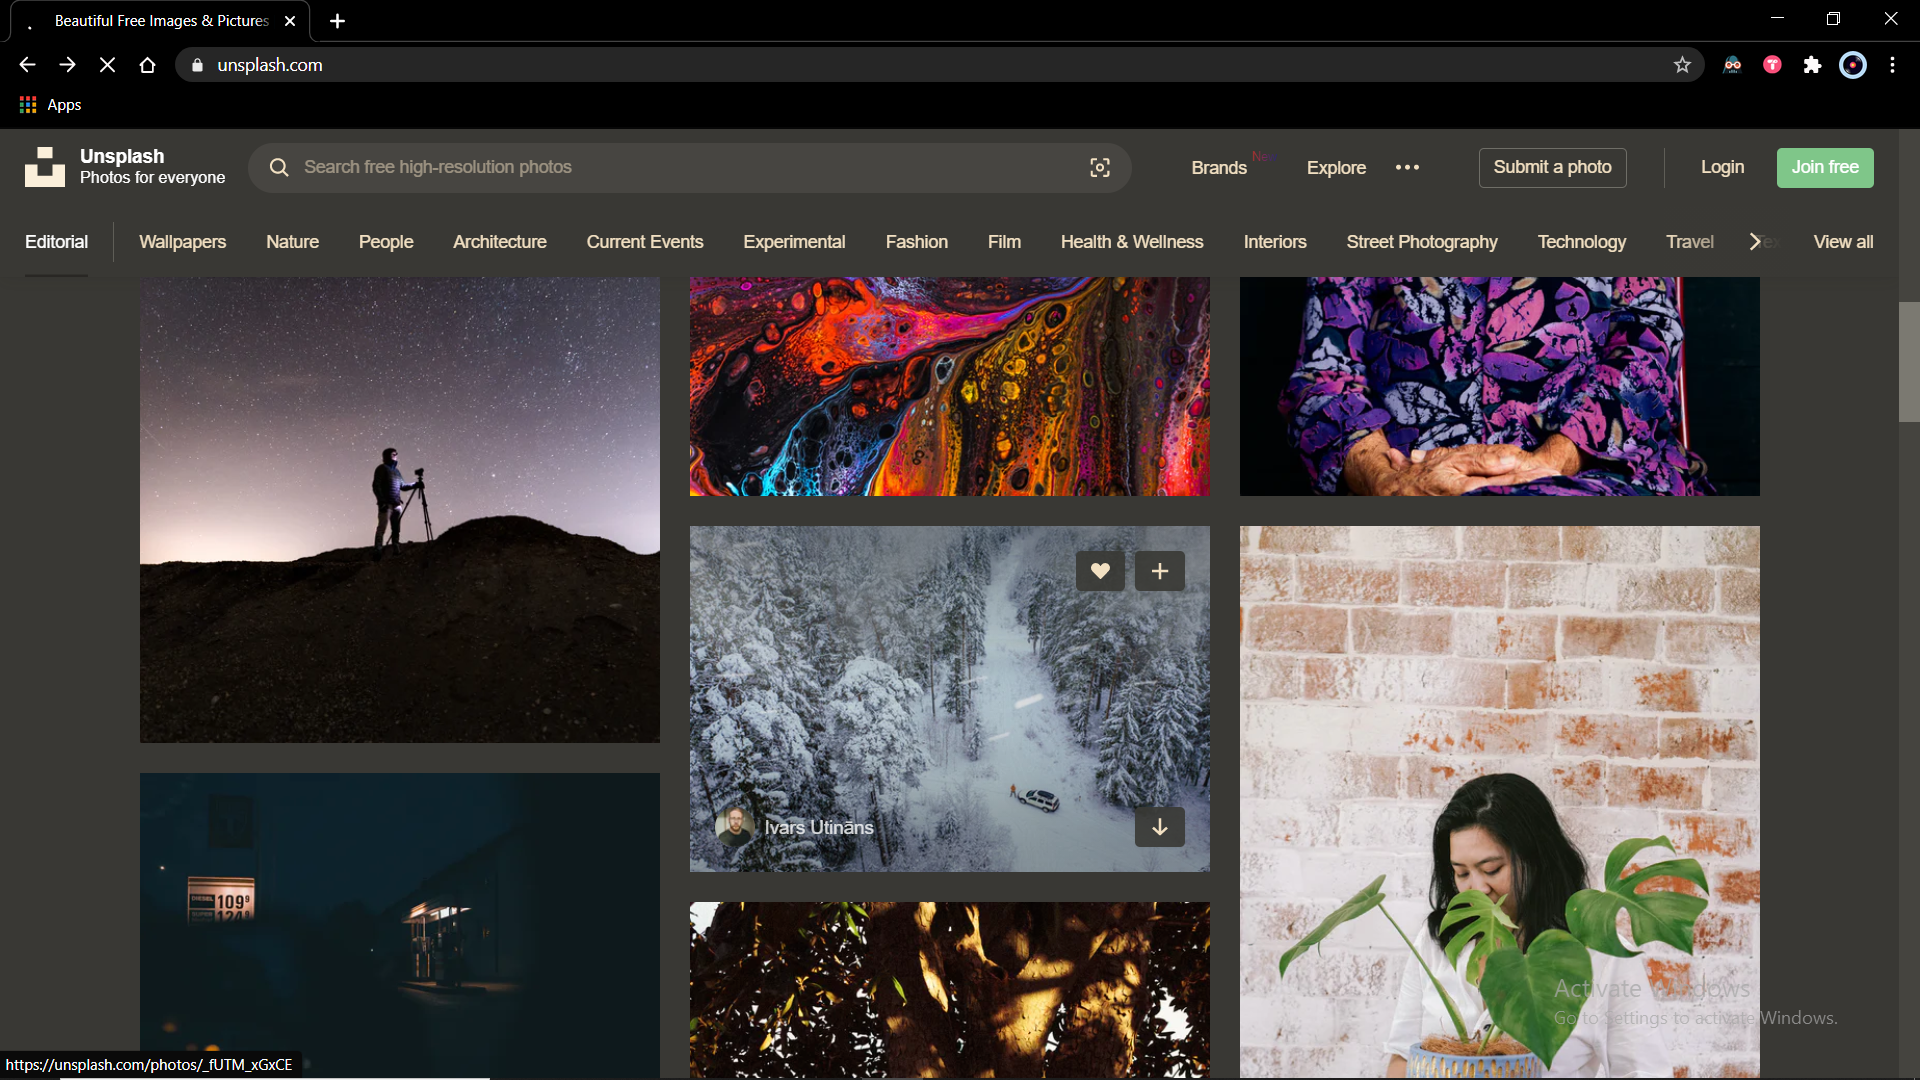 Beautiful Free Images & Pictures
unsplash.com
Apps
Unsplash
Photos for everyone
Search free high-resolution photos
Brands
New
Explore
Submit a photo
Login
Join free
Editorial
Wallpapers
Nature
People
Architecture
Current Events
Experimental
Fashion
Film
Health & Wellness
Interiors
Street Photography
Technology
Travel
View all
Ivars Utināns
DIESEL 109⁹
SUPER 124⁹
Activate Windows
Go to Settings to activate Windows.
https://unsplash.com/photos/_fUTM_xGxCE